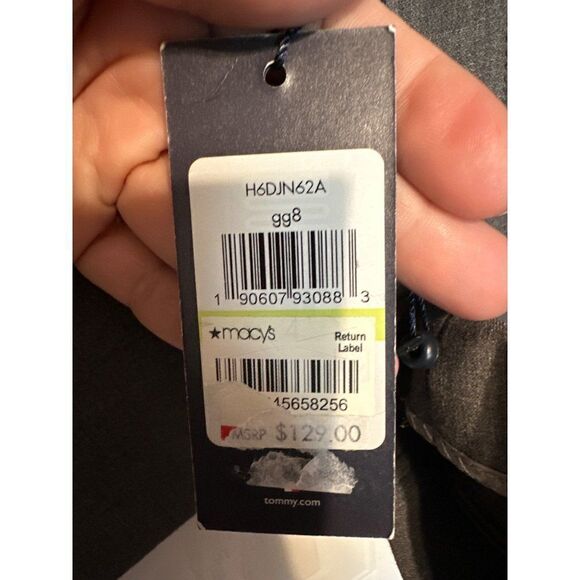 H6DJN62A
gg8
1 90607 93088 3
★macy's Return
Label
45658256
MSRP $129.00
tommy.com